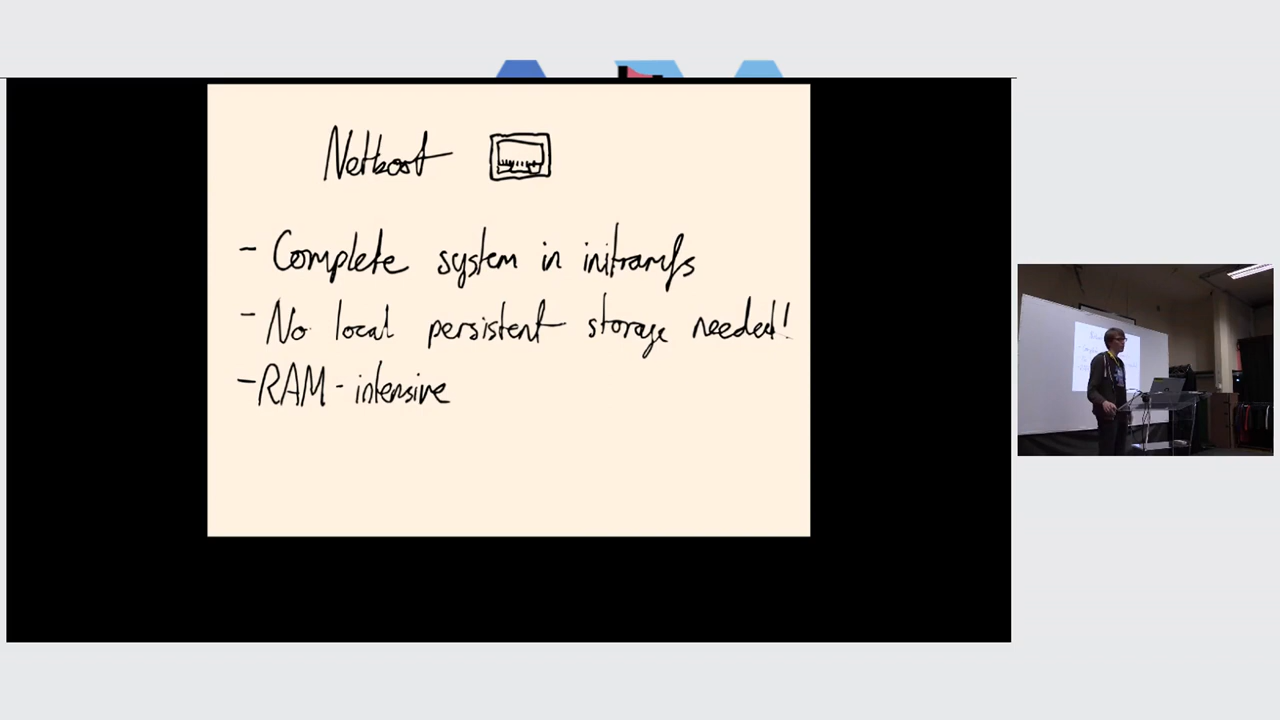 Netboot
- Complete system in initramfs
- No local persistent storage needed!
- RAM-intensive